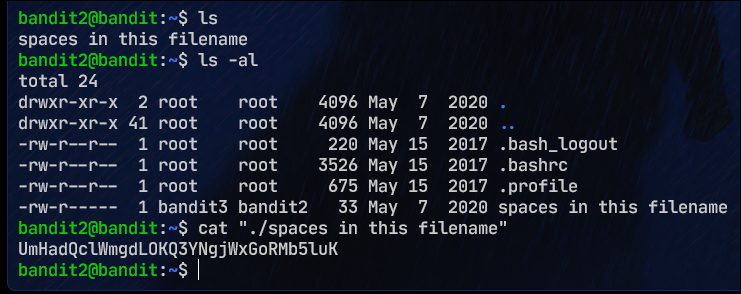 bandit2@bandit:~$ ls
spaces in this filename
bandit2@bandit:~$ ls -al
total 24
drwxr-xr-x  2 root    root    4096 May  7  2020 .
drwxr-xr-x 41 root    root    4096 May  7  2020 ..
-rw-r--r--  1 root    root     220 May 15  2017 .bash_logout
-rw-r--r--  1 root    root    3526 May 15  2017 .bashrc
-rw-r--r--  1 root    root     675 May 15  2017 .profile
-rw-r-----  1 bandit3 bandit2   33 May  7  2020 spaces in this filename
bandit2@bandit:~$ cat "./spaces in this filename"
UmHadQclWmgdLOKQ3YNgjWxGoRMb5luK
bandit2@bandit:~$